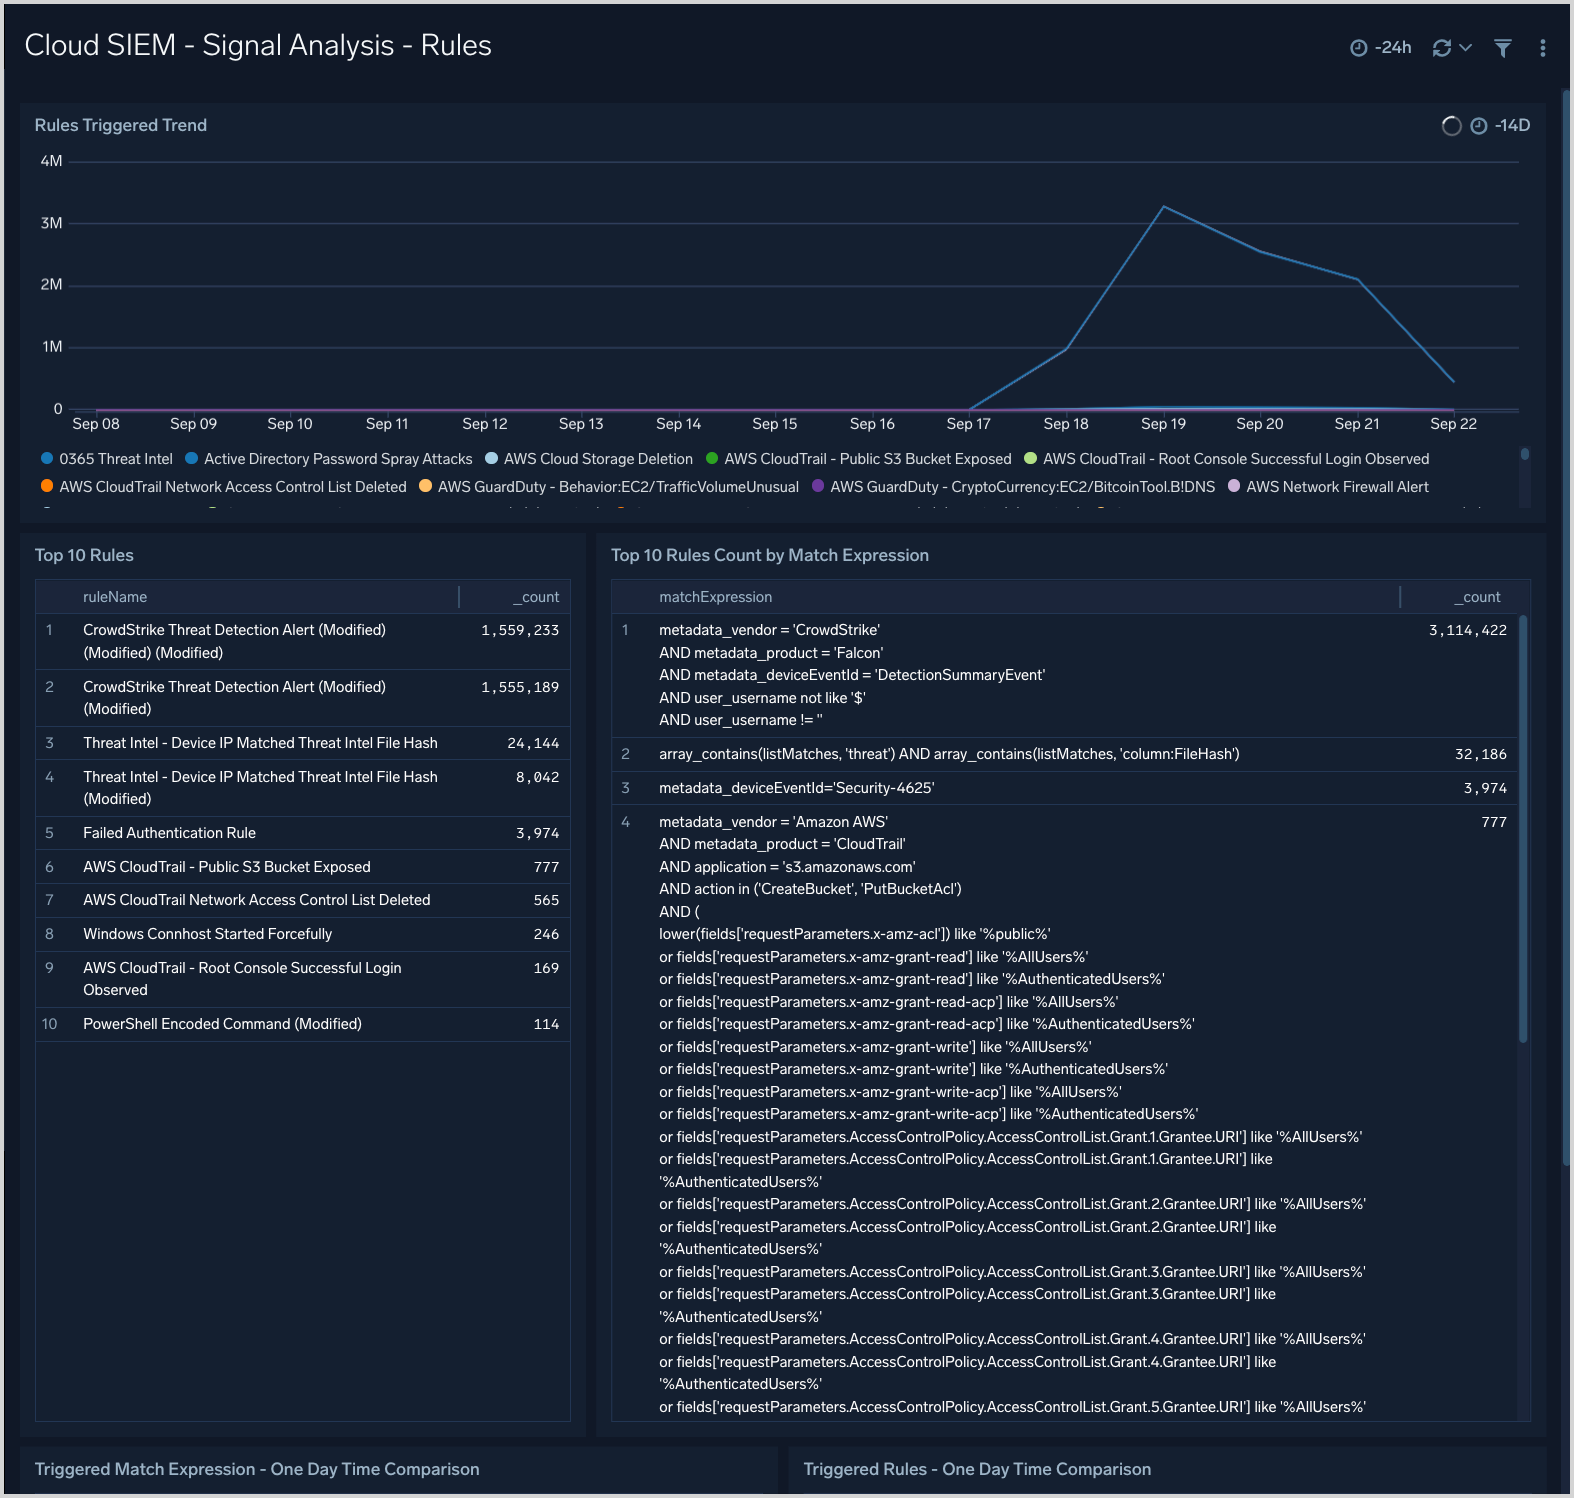 Cloud SIEM - Signal Analysis - Rules
-24h
Rules Triggered Trend
-14D
4M
3M
2M
1M
0
Sep 08 Sep 09 Sep 10 Sep 11 Sep 12 Sep 13 Sep 14 Sep 15 Sep 16 Sep 17 Sep 18 Sep 19 Sep 20 Sep 21 Sep 22
0365 Threat Intel Active Directory Password Spray Attacks AWS Cloud Storage Deletion AWS CloudTrail - Public S3 Bucket Exposed AWS CloudTrail - Root Console Successful Login Observed
AWS CloudTrail Network Access Control List Deleted AWS GuardDuty - Behavior:EC2/TrafficVolumeUnusual AWS GuardDuty - CryptoCurrency:EC2/BitcoinTool.B!DNS AWS Network Firewall Alert
Top 10 Rules
ruleName _count
1 CrowdStrike Threat Detection Alert (Modified) 1,559,233
(Modified) (Modified)
2 CrowdStrike Threat Detection Alert (Modified) 1,555,189
(Modified)
3 Threat Intel - Device IP Matched Threat Intel File Hash 24,144
4 Threat Intel - Device IP Matched Threat Intel File Hash 8,042
(Modified)
5 Failed Authentication Rule 3,974
6 AWS CloudTrail - Public S3 Bucket Exposed 777
7 AWS CloudTrail Network Access Control List Deleted 565
8 Windows Connhost Started Forcefully 246
9 AWS CloudTrail - Root Console Successful Login 169
Observed
10 PowerShell Encoded Command (Modified) 114
Top 10 Rules Count by Match Expression
matchExpression _count
1 metadata_vendor = 'CrowdStrike' 3,114,422
AND metadata_product = 'Falcon'
AND metadata_deviceEventId = 'DetectionSummaryEvent'
AND user_username not like '$'
AND user_username != ''
2 array_contains(listMatches, 'threat') AND array_contains(listMatches, 'column:FileHash') 32,186
3 metadata_deviceEventId='Security-4625' 3,974
4 metadata_vendor = 'Amazon AWS' 777
AND metadata_product = 'CloudTrail'
AND application = 's3.amazonaws.com'
AND action in ('CreateBucket', 'PutBucketAcl')
AND (
lower(fields['requestParameters.x-amz-acl']) like '%public%'
or fields['requestParameters.x-amz-grant-read'] like '%AllUsers%'
or fields['requestParameters.x-amz-grant-read'] like '%AuthenticatedUsers%'
or fields['requestParameters.x-amz-grant-read-acp'] like '%AllUsers%'
or fields['requestParameters.x-amz-grant-read-acp'] like '%AuthenticatedUsers%'
or fields['requestParameters.x-amz-grant-write'] like '%AllUsers%'
or fields['requestParameters.x-amz-grant-write'] like '%AuthenticatedUsers%'
or fields['requestParameters.x-amz-grant-write-acp'] like '%AllUsers%'
or fields['requestParameters.x-amz-grant-write-acp'] like '%AuthenticatedUsers%'
or fields['requestParameters.AccessControlPolicy.AccessControlList.Grant.1.Grantee.URI'] like '%AllUsers%'
or fields['requestParameters.AccessControlPolicy.AccessControlList.Grant.1.Grantee.URI'] like
'%AuthenticatedUsers%'
or fields['requestParameters.AccessControlPolicy.AccessControlList.Grant.2.Grantee.URI'] like '%AllUsers%'
or fields['requestParameters.AccessControlPolicy.AccessControlList.Grant.2.Grantee.URI'] like
'%AuthenticatedUsers%'
or fields['requestParameters.AccessControlPolicy.AccessControlList.Grant.3.Grantee.URI'] like '%AllUsers%'
or fields['requestParameters.AccessControlPolicy.AccessControlList.Grant.3.Grantee.URI'] like
'%AuthenticatedUsers%'
or fields['requestParameters.AccessControlPolicy.AccessControlList.Grant.4.Grantee.URI'] like '%AllUsers%'
or fields['requestParameters.AccessControlPolicy.AccessControlList.Grant.4.Grantee.URI'] like
'%AuthenticatedUsers%'
or fields['requestParameters.AccessControlPolicy.AccessControlList.Grant.5.Grantee.URI'] like '%AllUsers%'
Triggered Match Expression - One Day Time Comparison
Triggered Rules - One Day Time Comparison